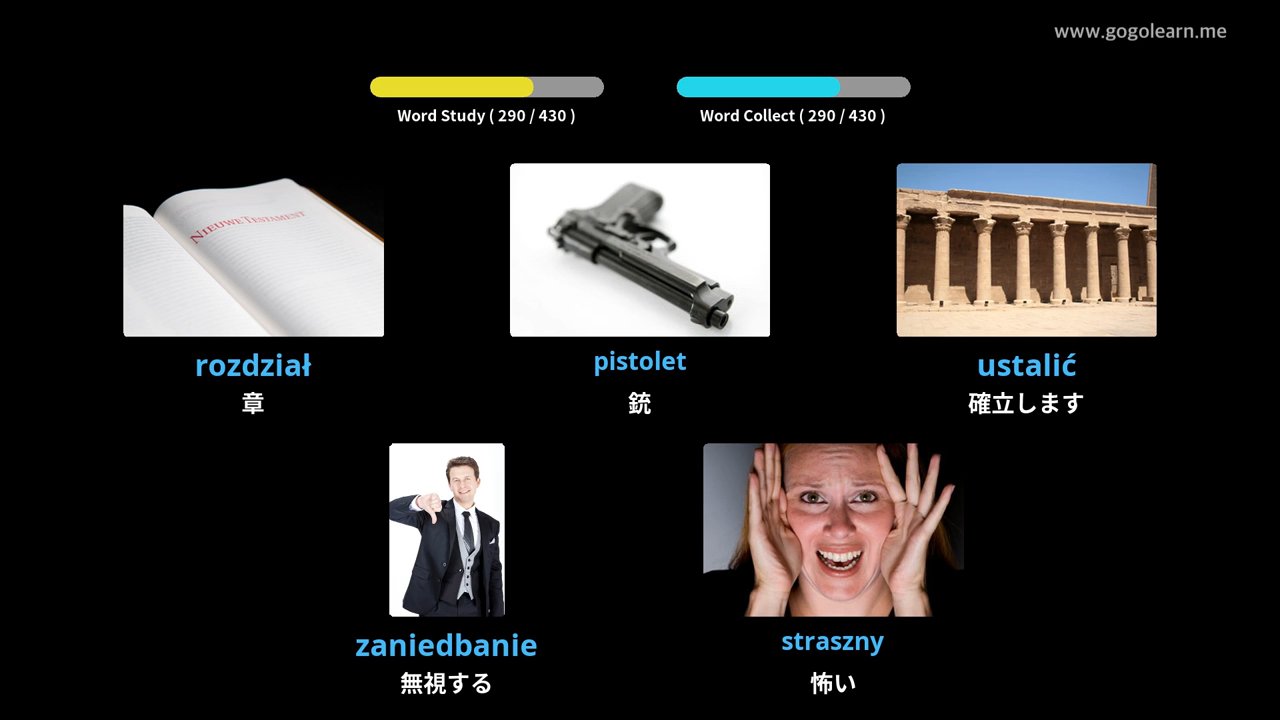 www.gogolearn.me
Word Study ( 290 / 430 )
Word Collect ( 290 / 430 )
NIEUWE TESTAMENT
rozdział
章
pistolet
銃
ustalić
確立します
zaniedbanie
無視する
straszny
怖い